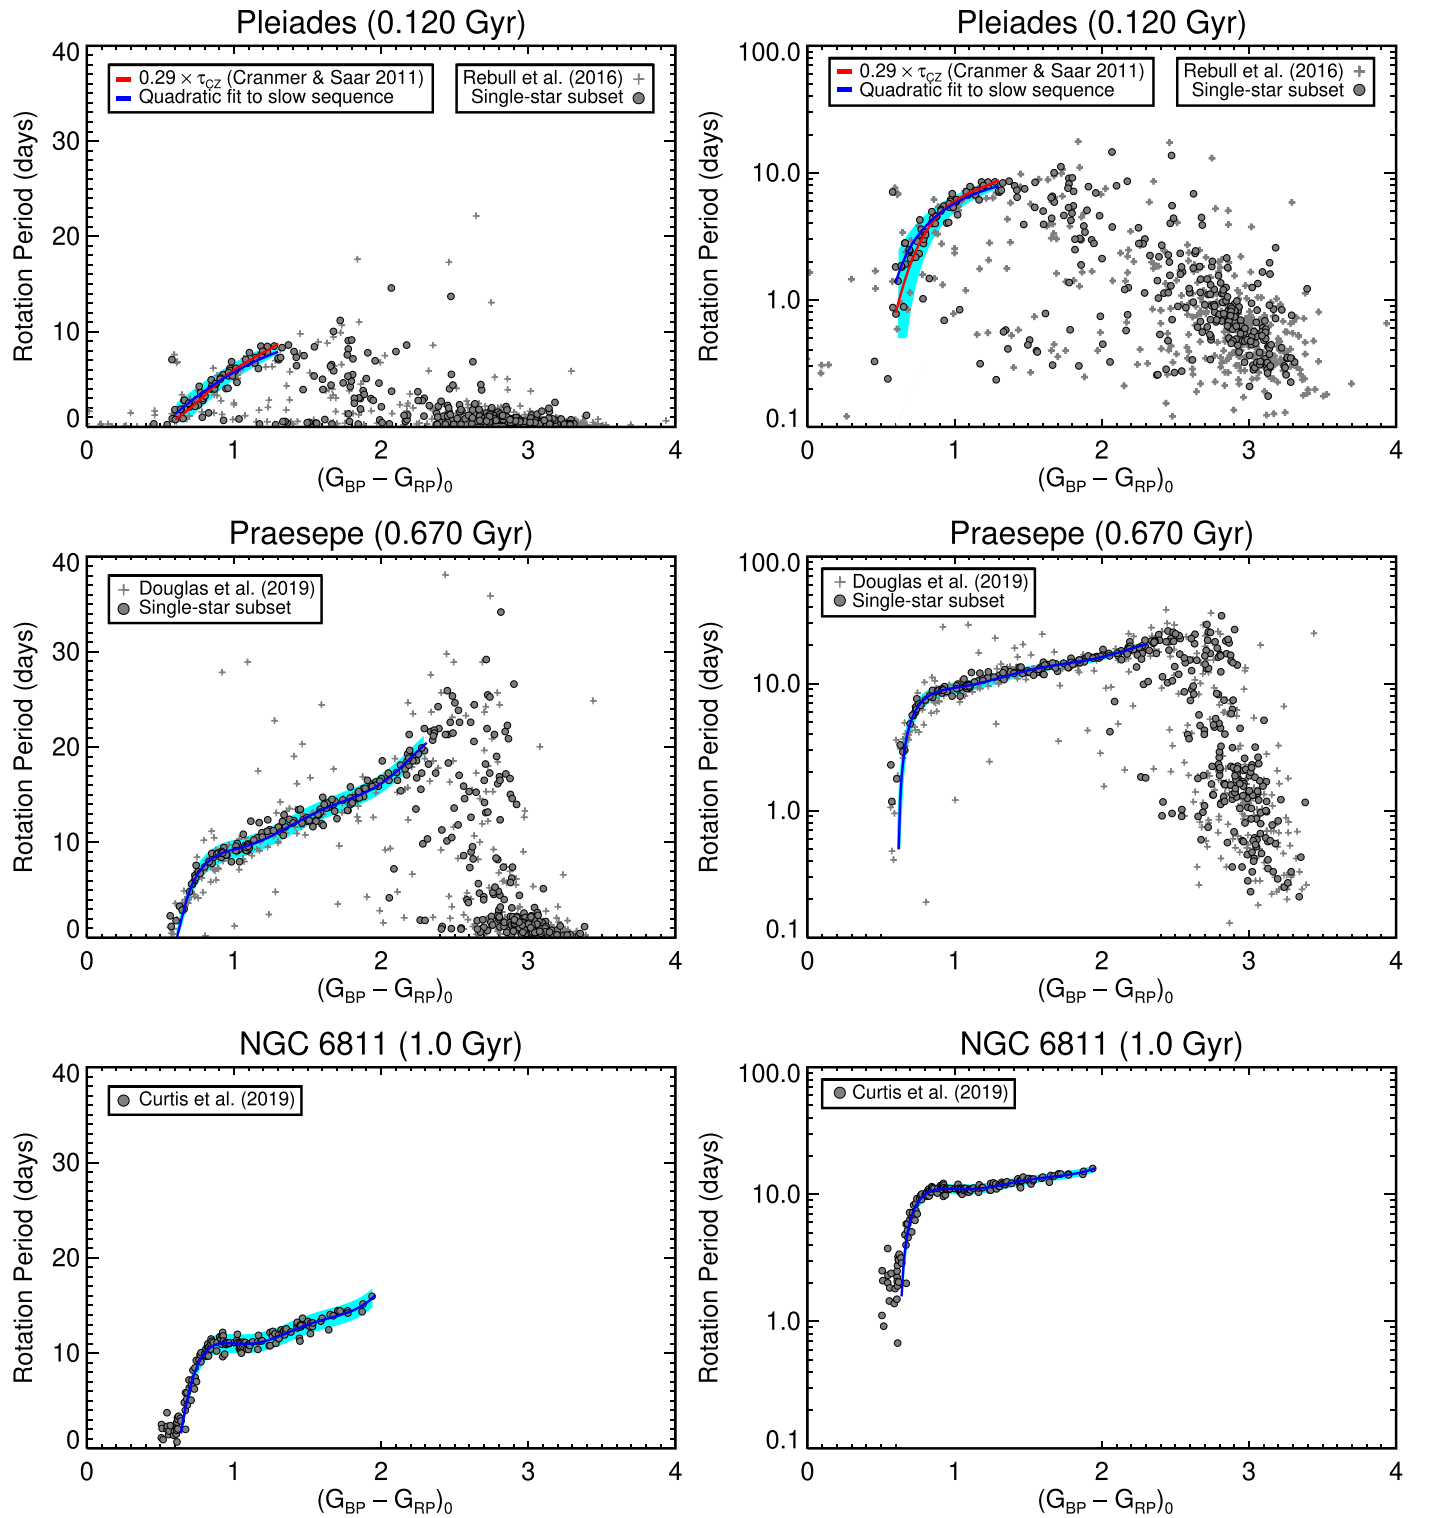 Pleiades (0.120 Gyr)
40
30
20
10
0
Rotation Period (days)
0.29 × τCZ (Cranmer & Saar 2011)
Quadratic fit to slow sequence
Rebull et al. (2016)
Single-star subset
0 1 2 3 4
(GBP – GRP)0
Pleiades (0.120 Gyr)
100.0
10.0
1.0
0.1
Rotation Period (days)
0.29 × τCZ (Cranmer & Saar 2011)
Quadratic fit to slow sequence
Rebull et al. (2016)
Single-star subset
0 1 2 3 4
(GBP – GRP)0
Praesepe (0.670 Gyr)
40
30
20
10
0
Rotation Period (days)
Douglas et al. (2019)
Single-star subset
0 1 2 3 4
(GBP – GRP)0
Praesepe (0.670 Gyr)
100.0
10.0
1.0
0.1
Rotation Period (days)
Douglas et al. (2019)
Single-star subset
0 1 2 3 4
(GBP – GRP)0
NGC 6811 (1.0 Gyr)
40
30
20
10
0
Rotation Period (days)
Curtis et al. (2019)
0 1 2 3 4
(GBP – GRP)0
NGC 6811 (1.0 Gyr)
100.0
10.0
1.0
0.1
Rotation Period (days)
Curtis et al. (2019)
0 1 2 3 4
(GBP – GRP)0